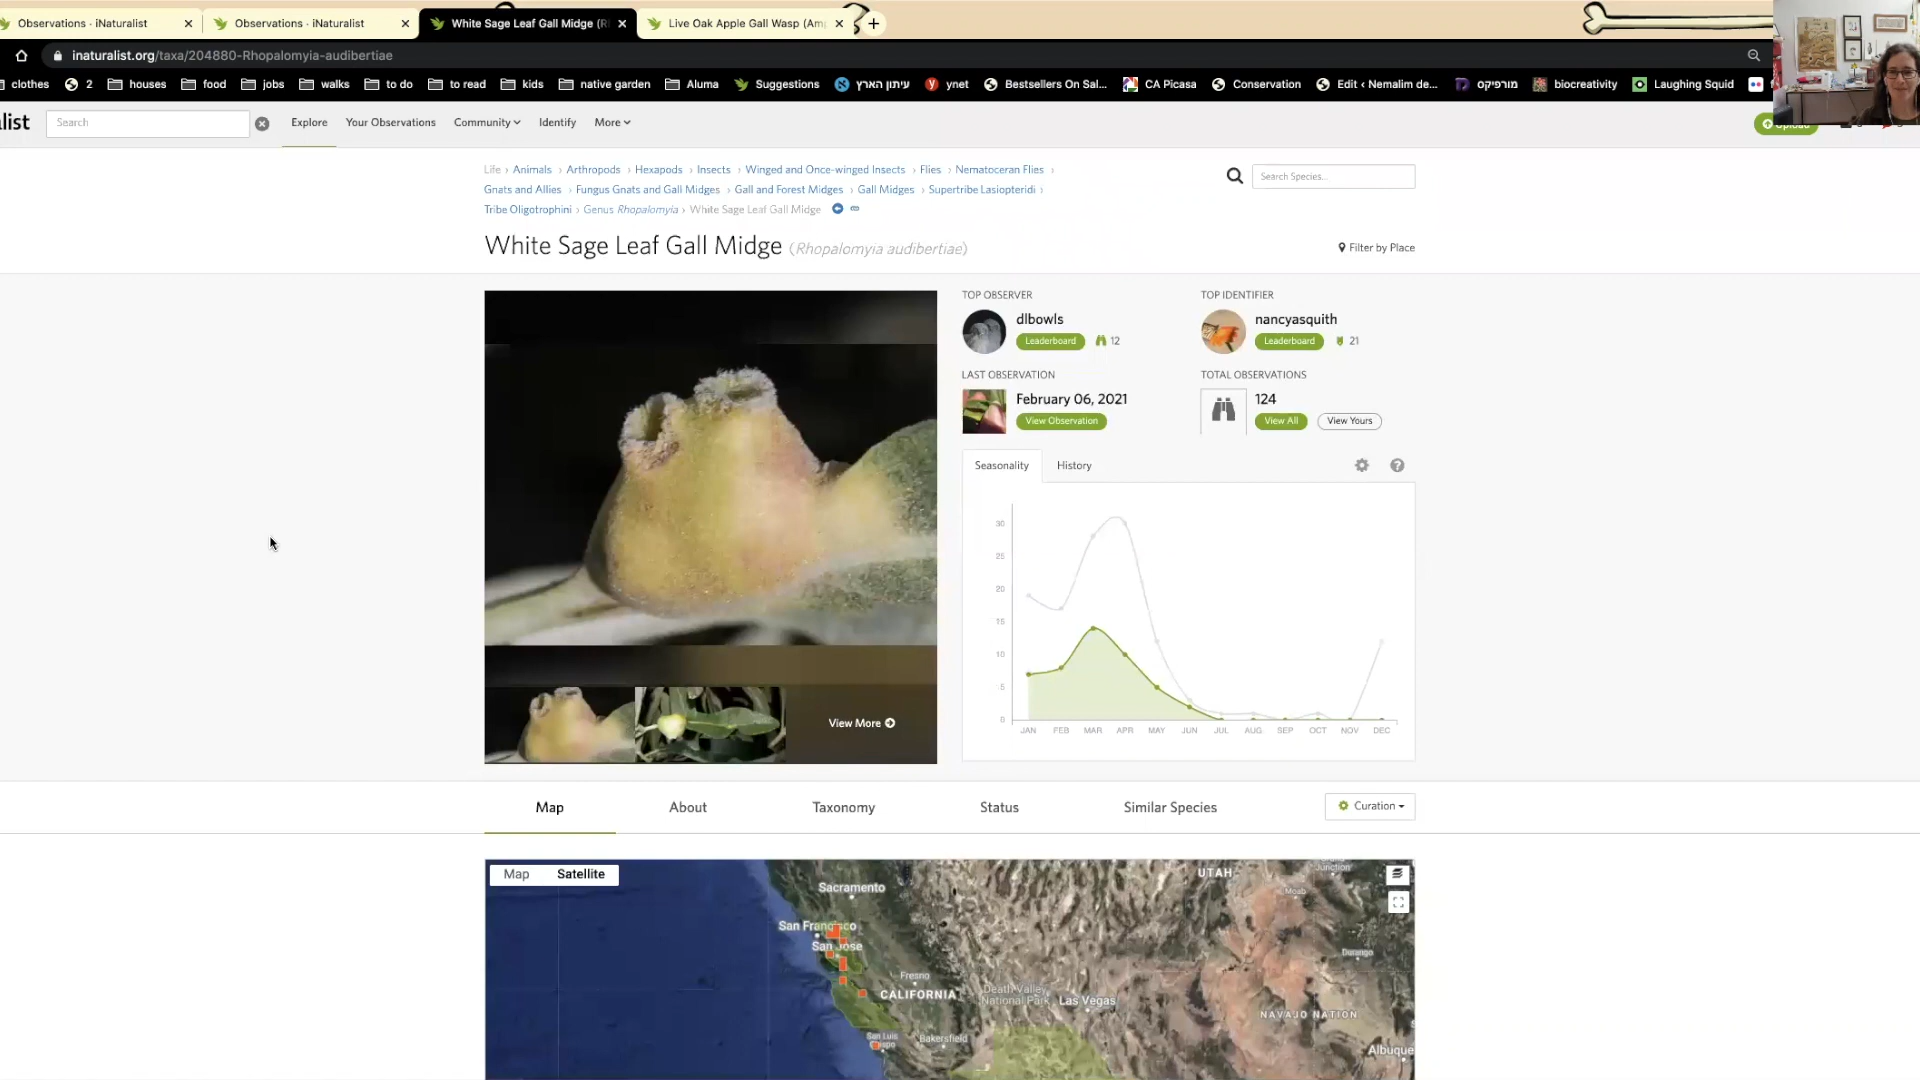 Observations - iNaturalist
Observations - iNaturalist
White Sage Leaf Gall Midge (R
Live Oak Apple Gall Wasp (Am
inaturalist.org/taxa/204880-Rhopalomyia-audibertiae
clothes 2 houses food jobs walks to do to read kids native garden Aluma Suggestions עיתון הארץ ynet Bestsellers On Sal... CA Picasa Conservation Edit ‹ Nemalim de... מורפיקס biocreativity Laughing Squid
list Search Explore Your Observations Community Identify More Upload
Life › Animals › Arthropods › Hexapods › Insects › Winged and Once-winged Insects › Flies › Nematoceran Flies ›
Gnats and Allies › Fungus Gnats and Gall Midges › Gall and Forest Midges › Gall Midges › Supertribe Lasiopteridi ›
Tribe Oligotrophini › Genus Rhopalomyia › White Sage Leaf Gall Midge
Search Species...
White Sage Leaf Gall Midge (Rhopalomyia audibertiae)
Filter by Place
TOP OBSERVER
dlbowls
Leaderboard 12
TOP IDENTIFIER
nancyasquith
Leaderboard 21
LAST OBSERVATION
February 06, 2021
View Observation
TOTAL OBSERVATIONS
124
View All View Yours
Seasonality History
30
25
20
15
10
5
0
JAN FEB MAR APR MAY JUN JUL AUG SEP OCT NOV DEC
View More
Map About Taxonomy Status Similar Species Curation
Map Satellite
Sacramento
San Francisco
San Jose
Fresno
CALIFORNIA
Death Valley
National Park
Las Vegas
San Luis
Obispo
Bakersfield
UTAH
Grand
Junction
Moab
Durango
NAVAJO NATION
Albuque